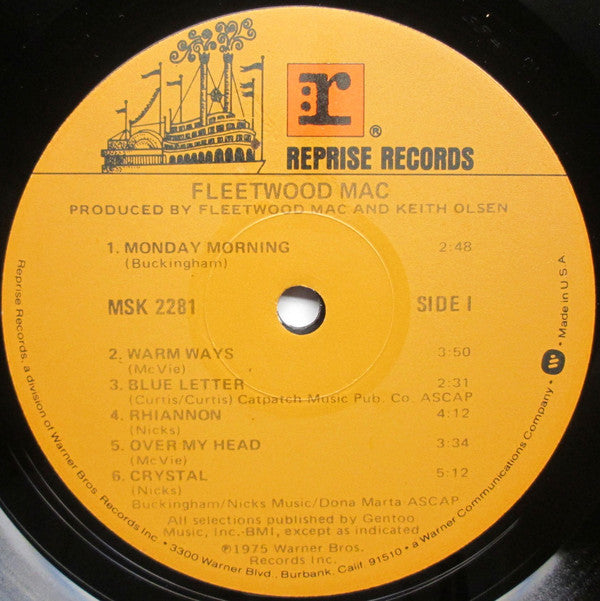 r
®
REPRISE RECORDS
FLEETWOOD MAC
PRODUCED BY FLEETWOOD MAC AND KEITH OLSEN
1. MONDAY MORNING 2:48
(Buckingham)
MSK 2281 SIDE I
2. WARM WAYS 3:50
(McVie)
3. BLUE LETTER 2:31
(Curtis/Curtis) Catpatch Music Pub. Co. ASCAP
4. RHIANNON 4:12
(Nicks)
5. OVER MY HEAD 3:34
(McVie)
6. CRYSTAL 5:12
(Nicks)
Buckingham/Nicks Music/Dona Marta ASCAP
All selections published by Gentoo
Music, Inc.-BMI, except as indicated
℗1975 Warner Bros.
Records Inc.
Reprise Records, a division of Warner Bros. Records Inc. • 3300 Warner Blvd., Burbank, Calif. 91510 • a Warner Communications Company. • W • Made in U.S.A.